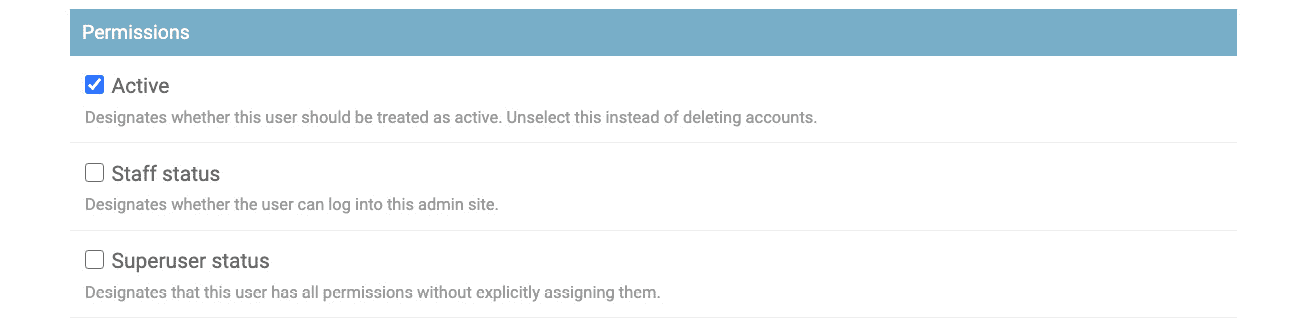 Permissions
Active
Designates whether this user should be treated as active. Unselect this instead of deleting accounts.
Staff status
Designates whether the user can log into this admin site.
Superuser status
Designates that this user has all permissions without explicitly assigning them.